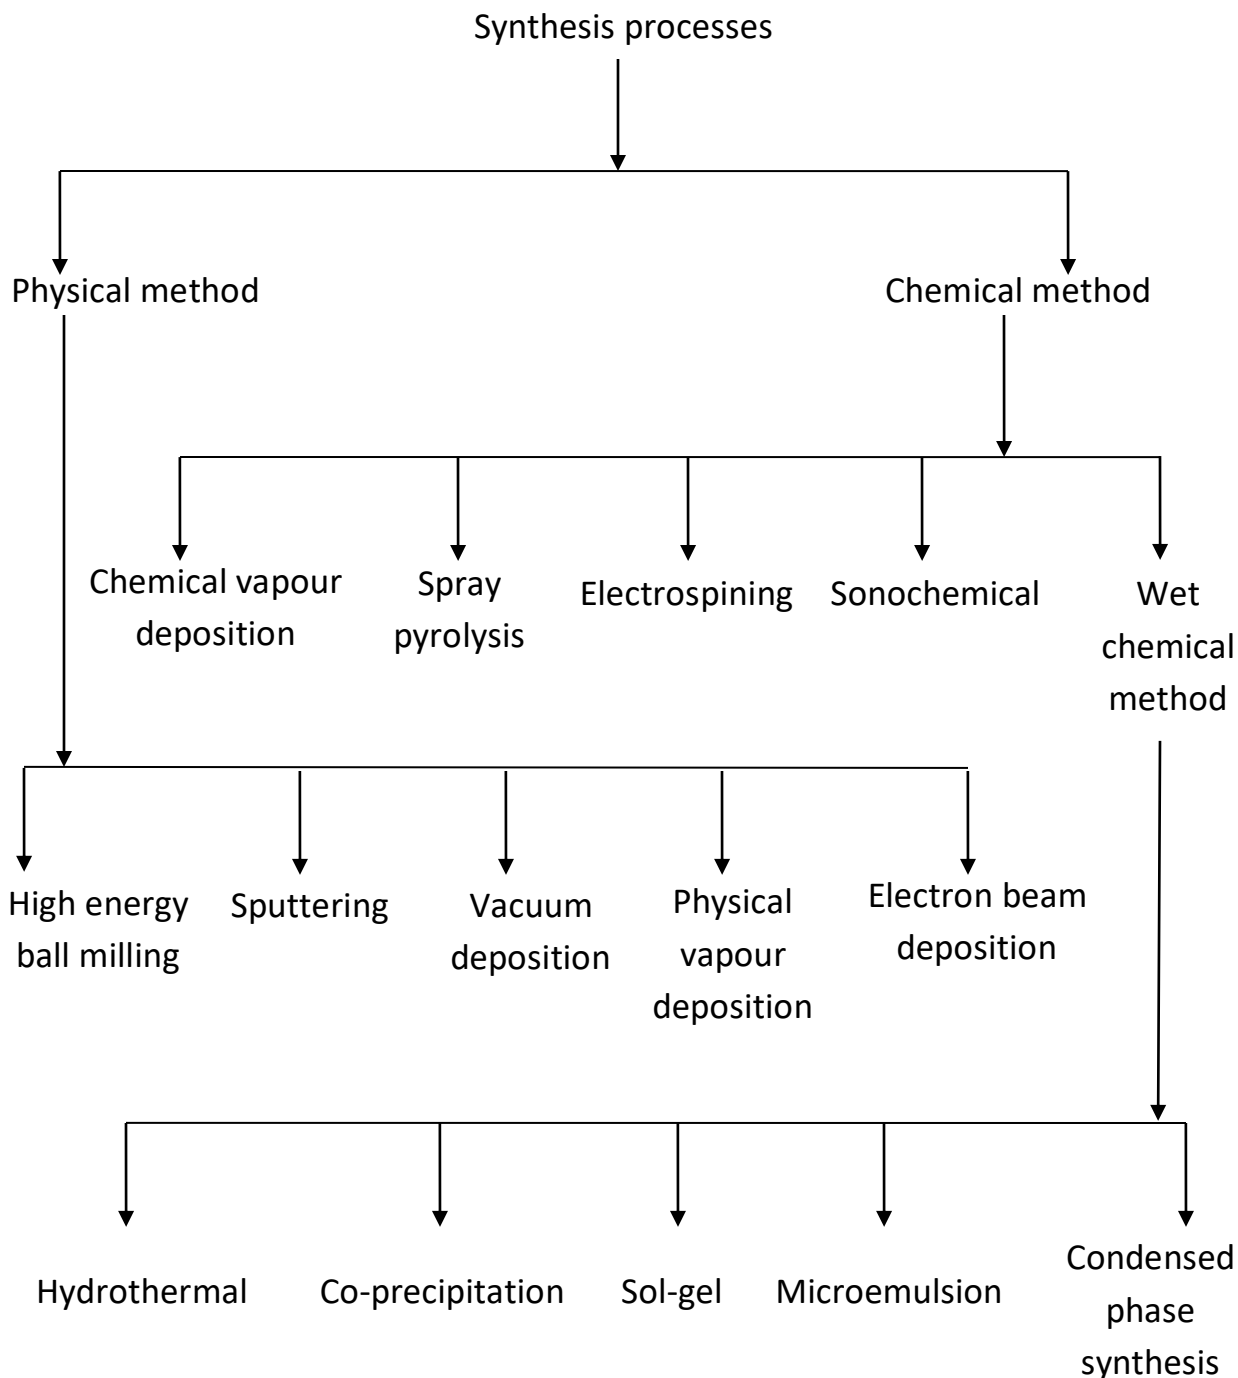 Synthesis processes
Physical method
Chemical method
Chemical vapour
deposition
Spray
pyrolysis
Electrospining
Sonochemical
Wet
chemical
method
High energy
ball milling
Sputtering
Vacuum
deposition
Physical
vapour
deposition
Electron beam
deposition
Hydrothermal
Co-precipitation
Sol-gel
Microemulsion
Condensed
phase
synthesis